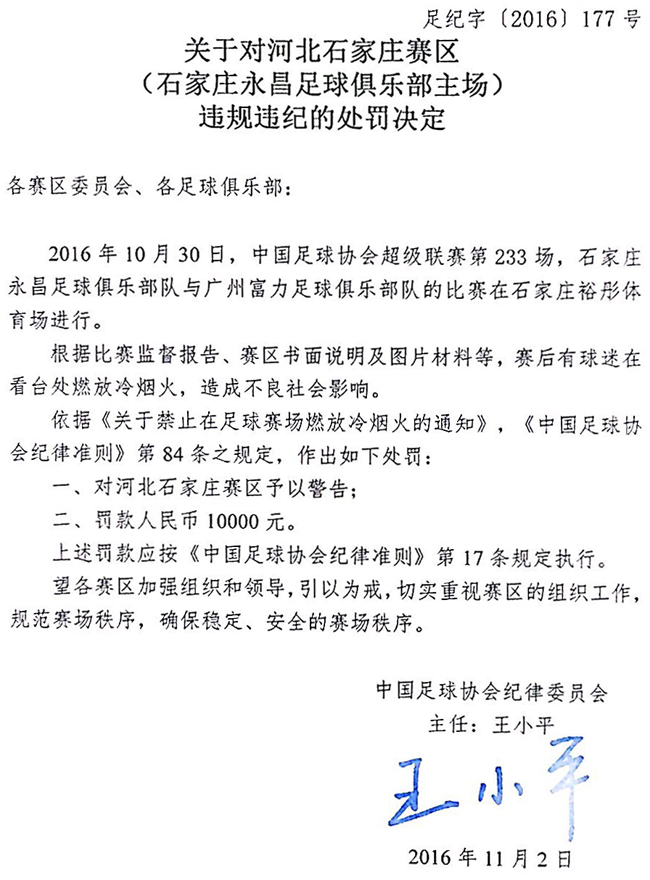 足纪字〔2016〕177 号
关于对河北石家庄赛区
（石家庄永昌足球俱乐部主场）
违规违纪的处罚决定
各赛区委员会、各足球俱乐部：
2016 年 10 月 30 日，中国足球协会超级联赛第 233 场，石家庄
永昌足球俱乐部队与广州富力足球俱乐部队的比赛在石家庄裕彤体
育场进行。
根据比赛监督报告、赛区书面说明及图片材料等，赛后有球迷在
看台处燃放冷烟火，造成不良社会影响。
依据《关于禁止在足球赛场燃放冷烟火的通知》，《中国足球协
会纪律准则》第 84 条之规定，作出如下处罚：
一、对河北石家庄赛区予以警告；
二、罚款人民币 10000 元。
上述罚款应按《中国足球协会纪律准则》第 17 条规定执行。
望各赛区加强组织和领导，引以为戒，切实重视赛区的组织工作，
规范赛场秩序，确保稳定、安全的赛场秩序。
中国足球协会纪律委员会
主任：王小平
王小平
2016 年 11 月 2 日